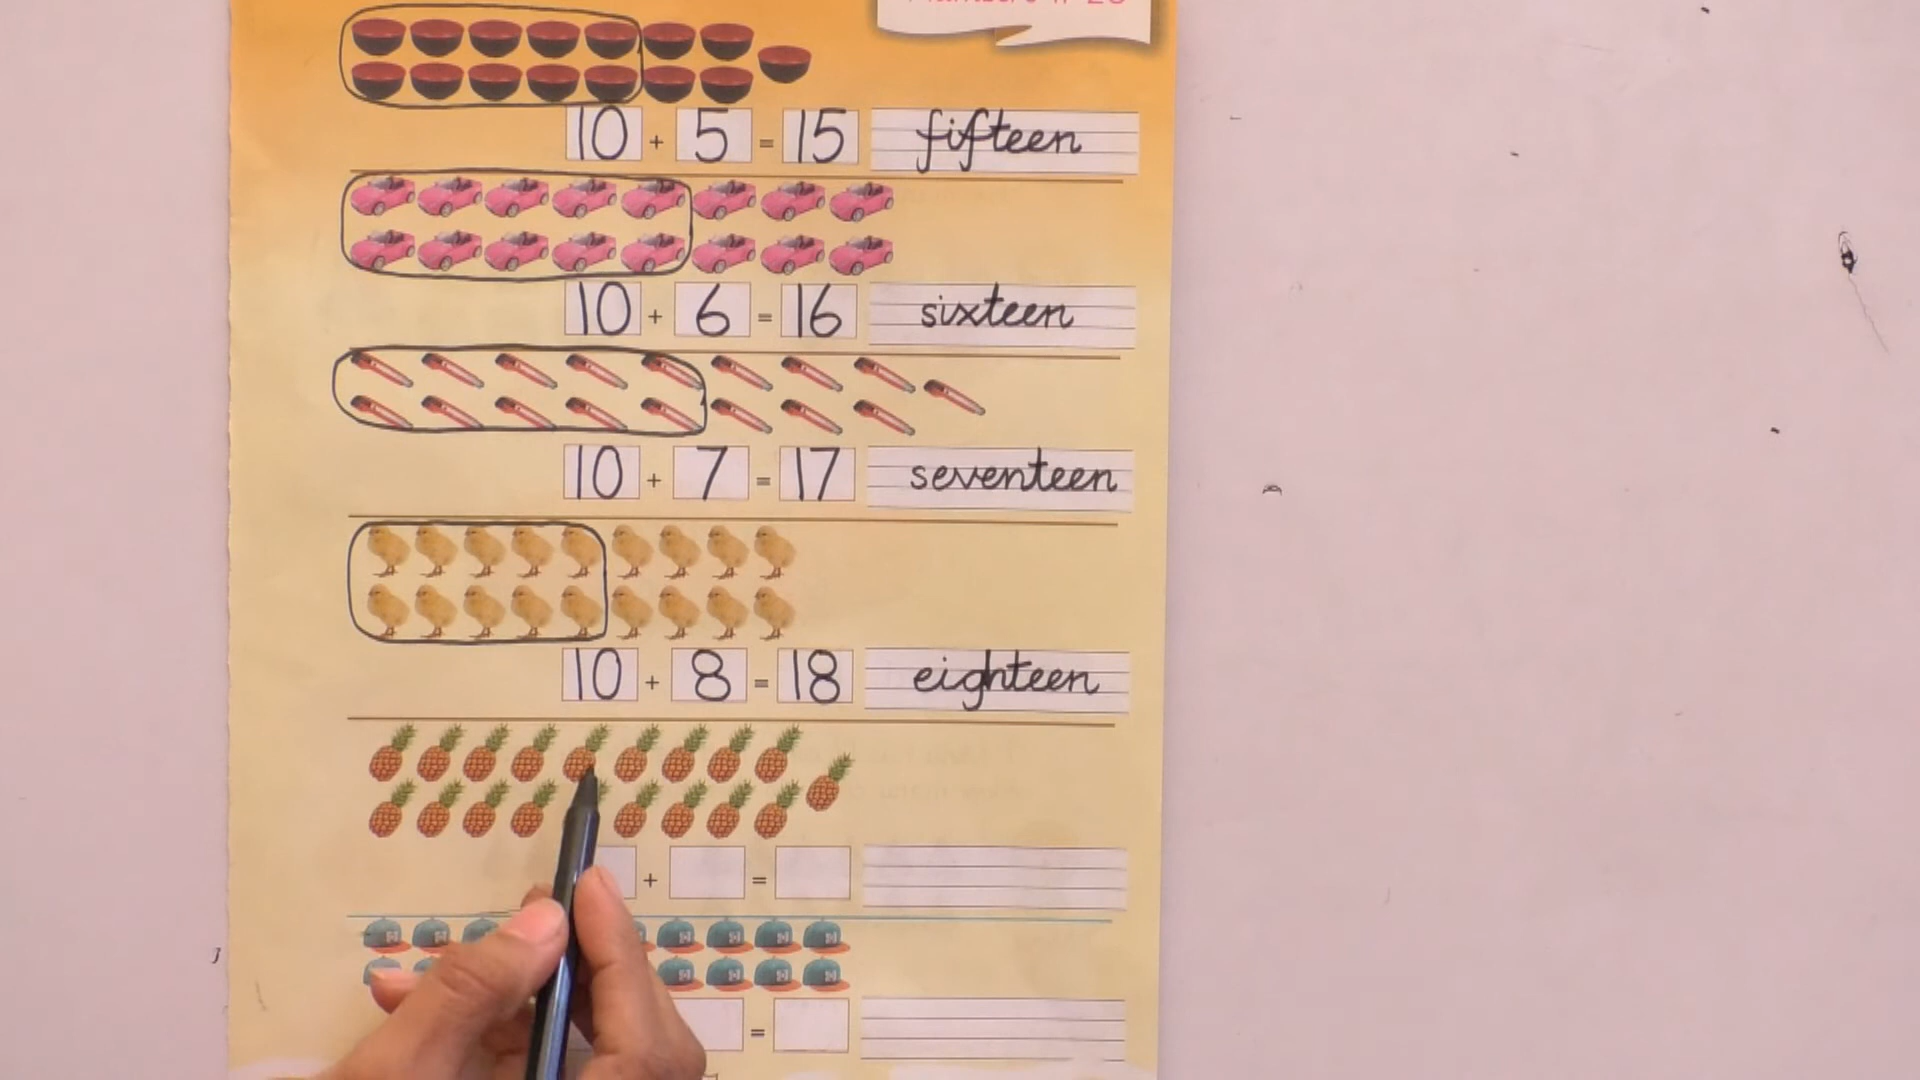 10 + 5 = 15 fifteen
10 + 6 = 16 sixteen
10 + 7 = 17 seventeen
10 + 8 = 18 eighteen
+ =
=